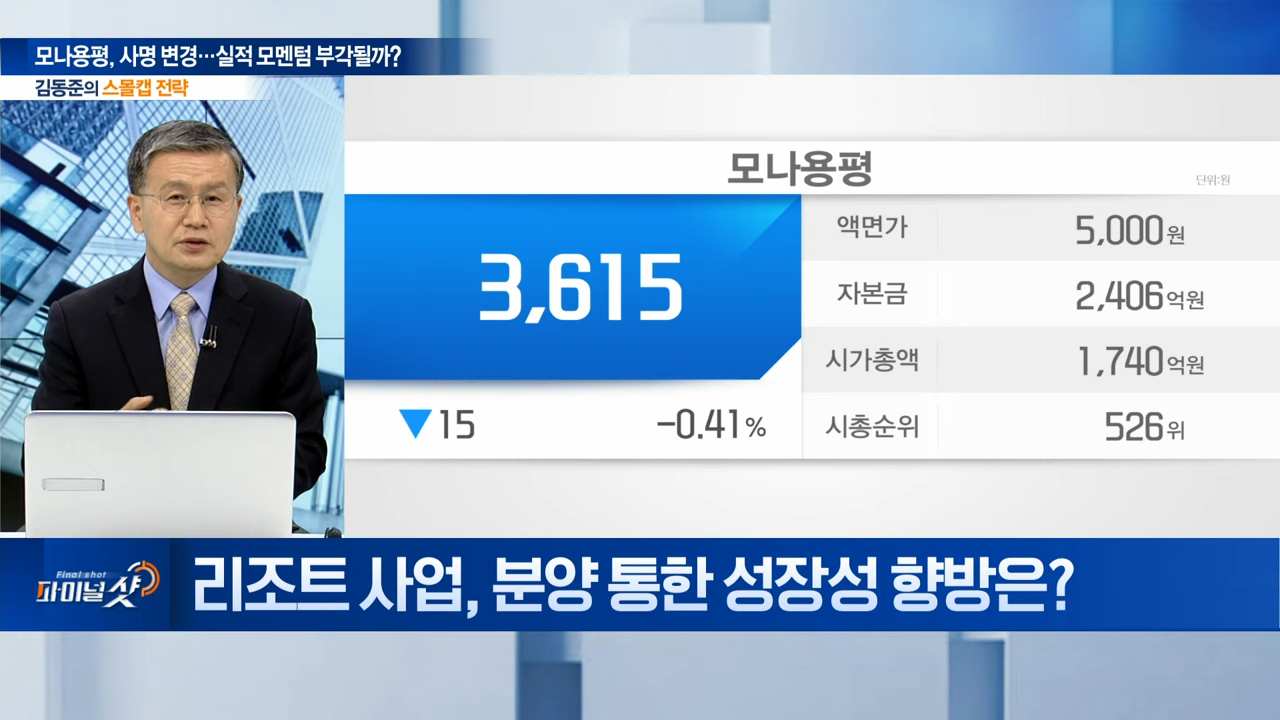 모나용평, 사명 변경…실적 모멘텀 부각될까?
김동준의 스몰캡 전략
모나용평
단위:원
3,615
▼15 -0.41%
액면가 5,000원
자본금 2,406억원
시가총액 1,740억원
시총순위 526위
Final shot
파이널샷
리조트 사업, 분양 통한 성장성 향방은?